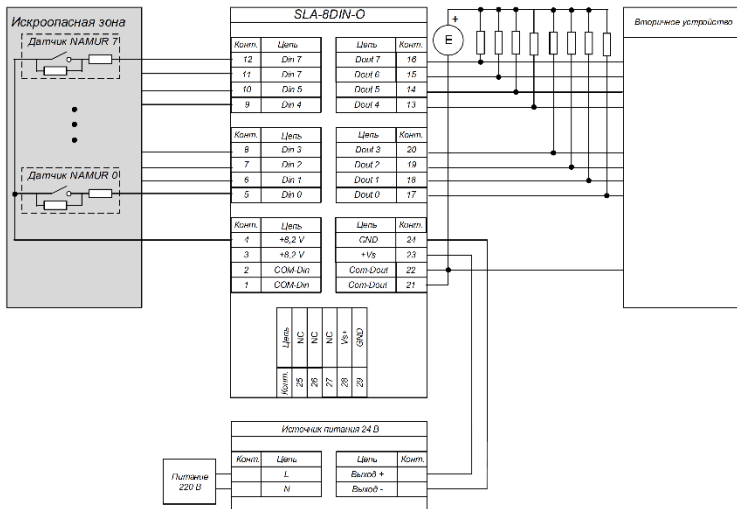 Искроопасная зона
Датчик NAMUR 7
Датчик NAMUR 0
SLA-8DIN-O
Конт. Цепь Цепь Конт.
12 Din 7 Dout 7 16
11 Din 7 Dout 6 15
10 Din 5 Dout 5 14
9 Din 4 Dout 4 13
Конт. Цепь Цепь Конт.
8 Din 3 Dout 3 20
7 Din 2 Dout 2 19
6 Din 1 Dout 1 18
5 Din 0 Dout 0 17
Конт. Цепь Цепь Конт.
4 +8,2 V GND 24
3 +8,2 V +Vs 23
2 COM-Din Com-Dout 22
1 COM-Din Com-Dout 21
Цепь NC NC NC Vs+ GND
Конт. 25 26 27 28 29
+
E
Вторичное устройство
Источник питания 24 В
Конт. Цепь Цепь Конт.
L Выход +
N Выход -
Питание
220 В